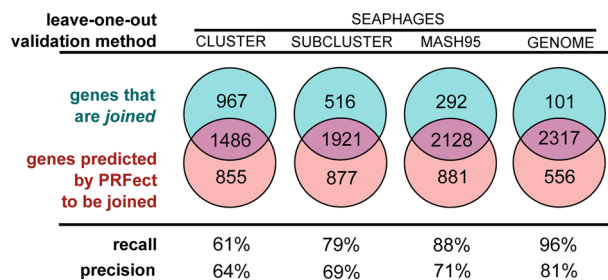 leave-one-out SEAPHAGES
validation method CLUSTER SUBCLUSTER MASH95 GENOME
genes that are joined 967 516 292 101
1486 1921 2128 2317
genes predicted by PRFect to be joined 855 877 881 556
recall 61% 79% 88% 96%
precision 64% 69% 71% 81%